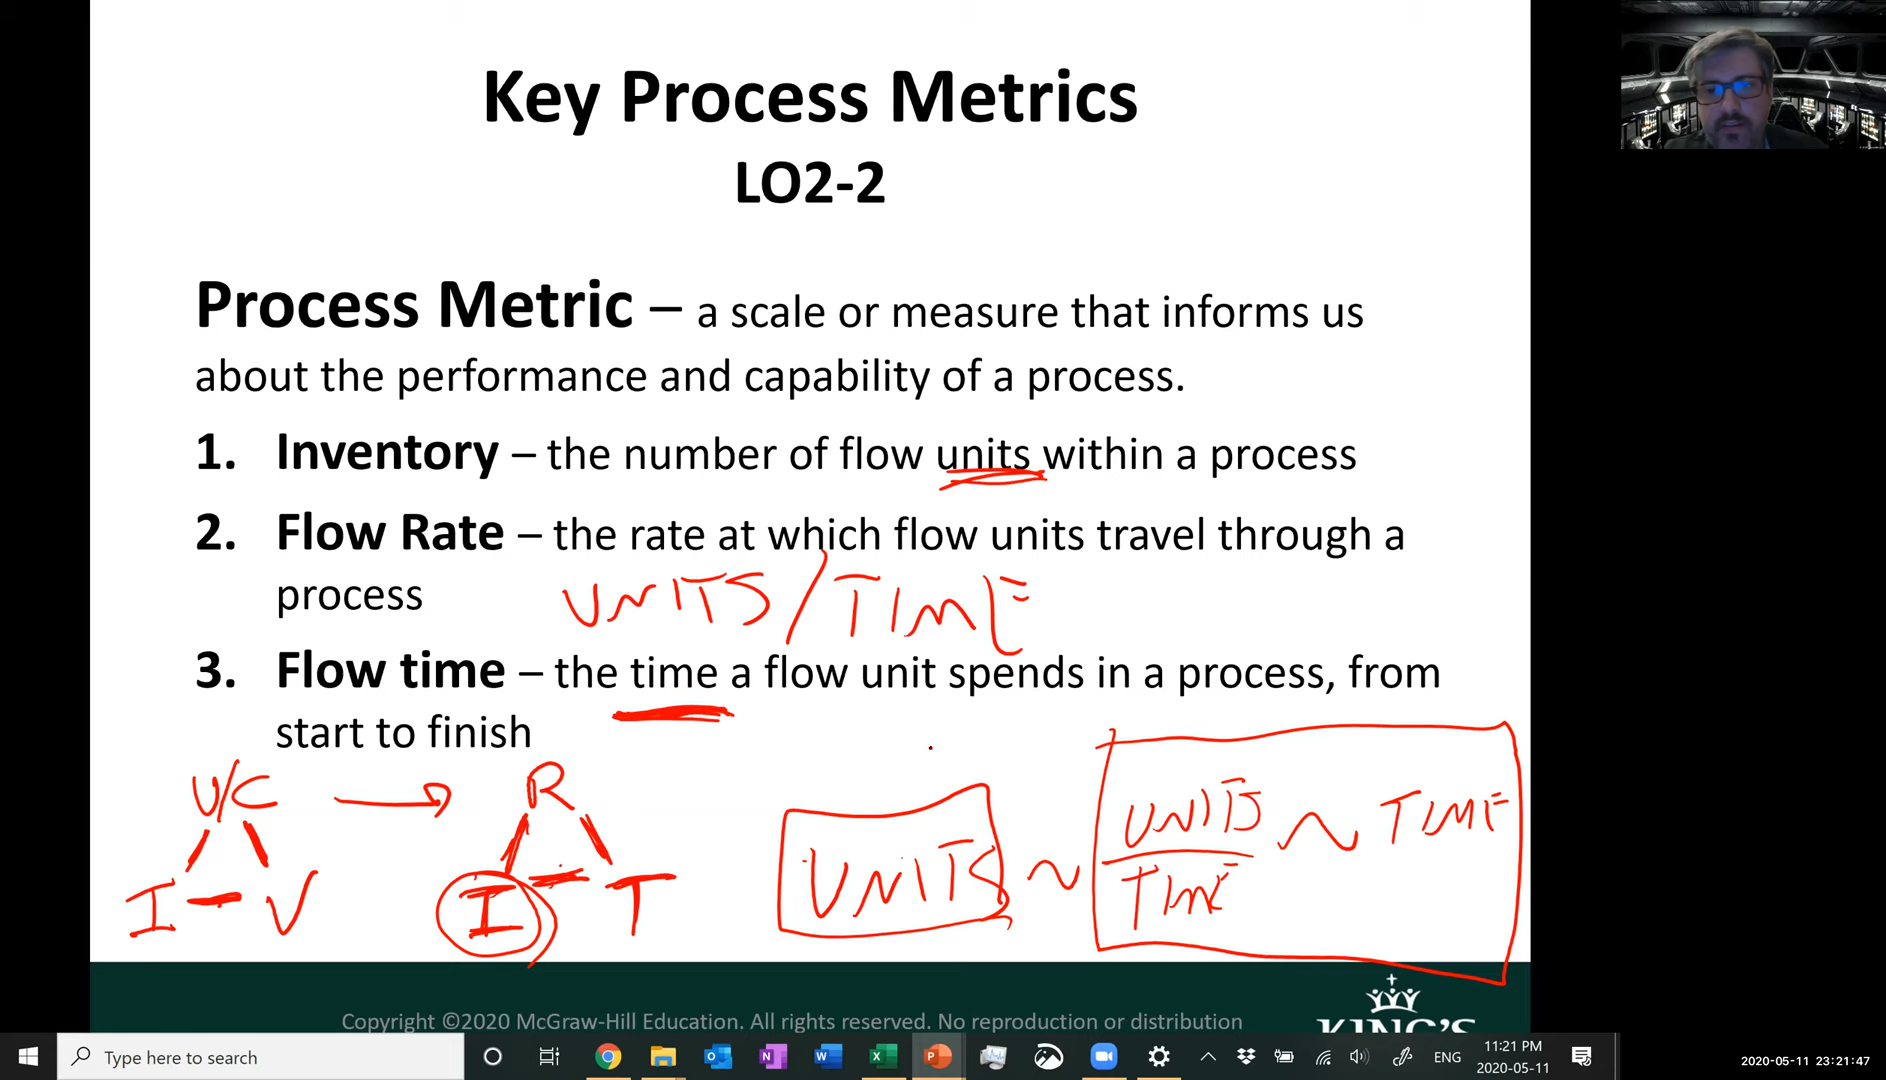 Key Process Metrics
LO2-2
Process Metric – a scale or measure that informs us
about the performance and capability of a process.
1. Inventory – the number of flow units within a process
2. Flow Rate – the rate at which flow units travel through a
process UNITS/TIME
3. Flow time – the time a flow unit spends in a process, from
start to finish
V/C → R
I – V
I – T
UNITS ~ UNITS/TIME ~ TIME
Copyright ©2020 McGraw-Hill Education. All rights reserved. No reproduction or distribution
KING'S
Type here to search
ENG
11:21 PM
2020-05-11
2020-05-11 23:21:47